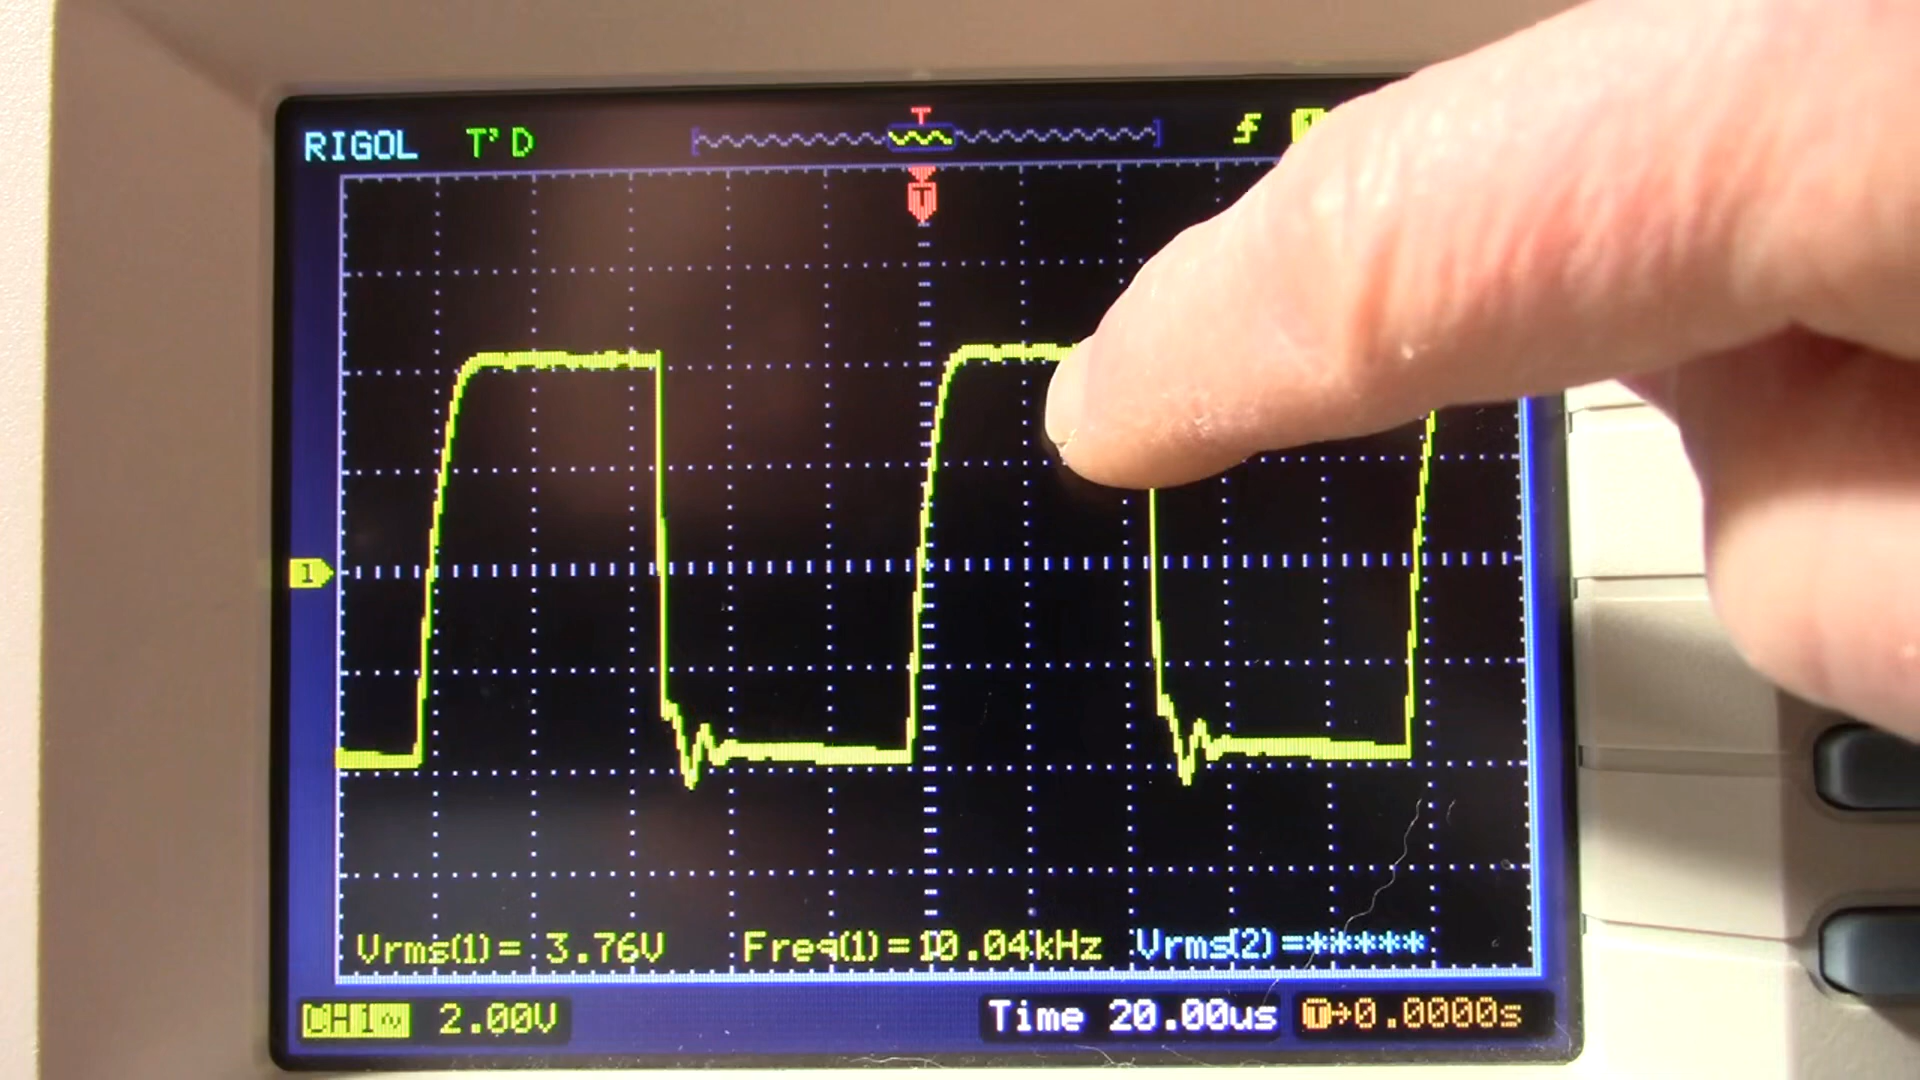 RIGOL T'D
T
T
1
Vrms(1)= 3.76V Freq(1)=10.04kHz Vrms(2)=*****
CH1~ 2.00V Time 20.00us T→0.0000s